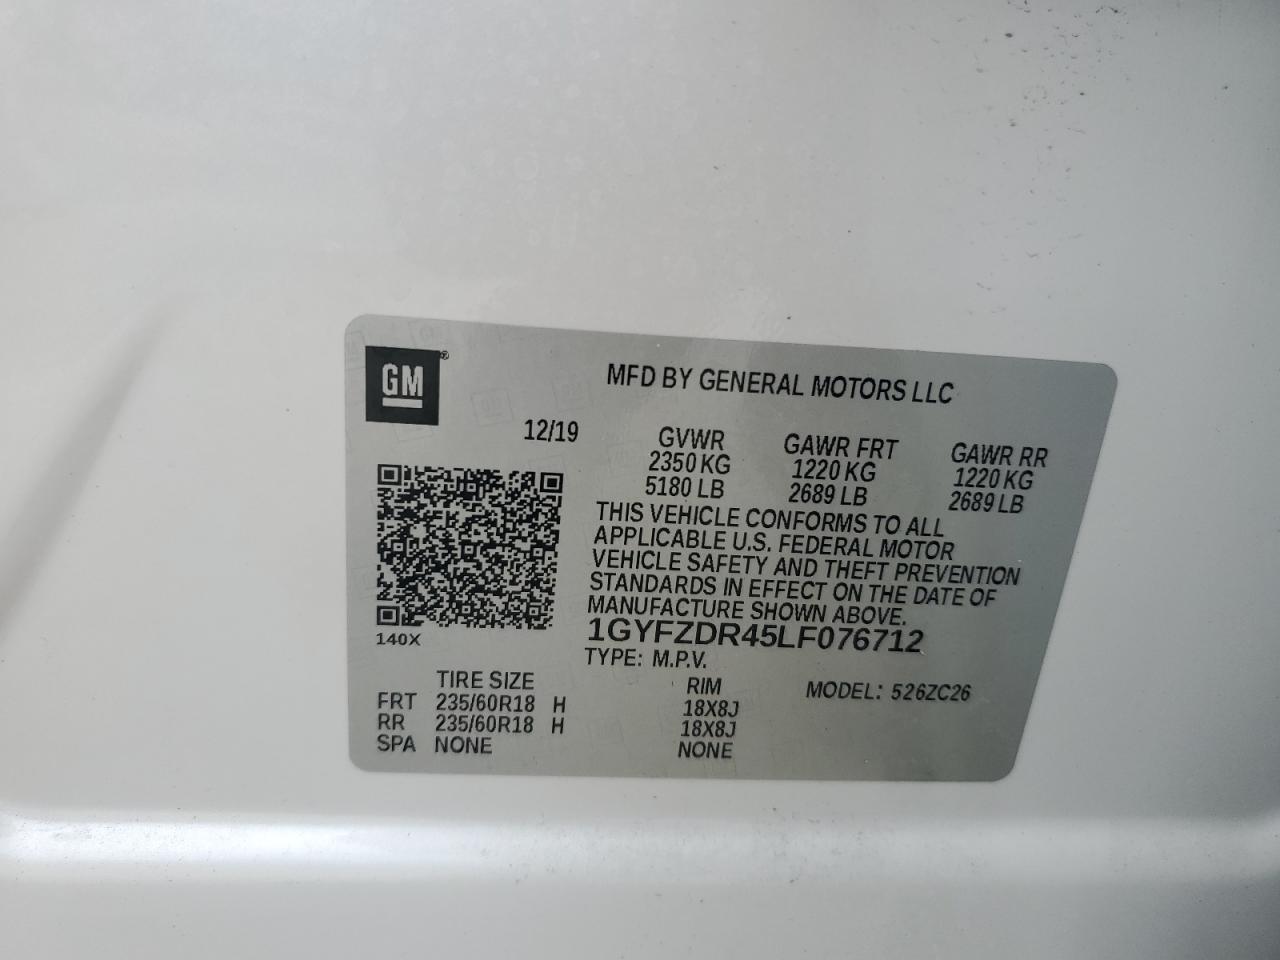 GM ®
MFD BY GENERAL MOTORS LLC
12/19
GVWR GAWR FRT GAWR RR
2350 KG 1220 KG 1220 KG
5180 LB 2689 LB 2689 LB
THIS VEHICLE CONFORMS TO ALL
APPLICABLE U.S. FEDERAL MOTOR
VEHICLE SAFETY AND THEFT PREVENTION
STANDARDS IN EFFECT ON THE DATE OF
MANUFACTURE SHOWN ABOVE.
140X
1GYFZDR45LF076712
TYPE: M.P.V.
TIRE SIZE RIM MODEL: 526ZC26
FRT 235/60R18 H 18X8J
RR 235/60R18 H 18X8J
SPA NONE NONE